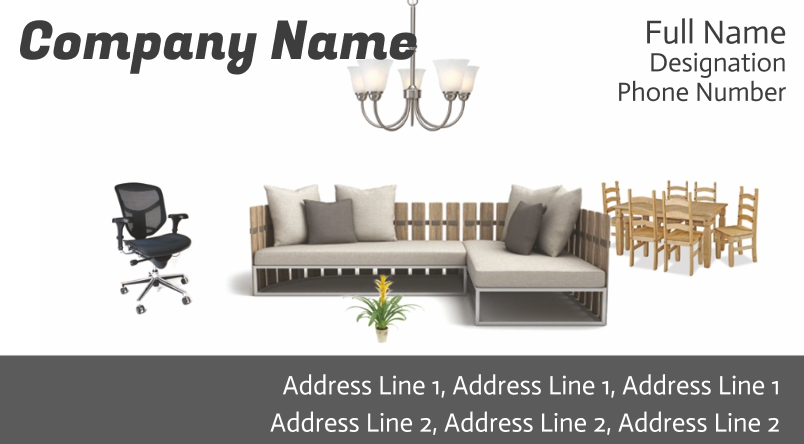 Company Name
Full Name
Designation
Phone Number
Address Line 1, Address Line 1, Address Line 1
Address Line 2, Address Line 2, Address Line 2